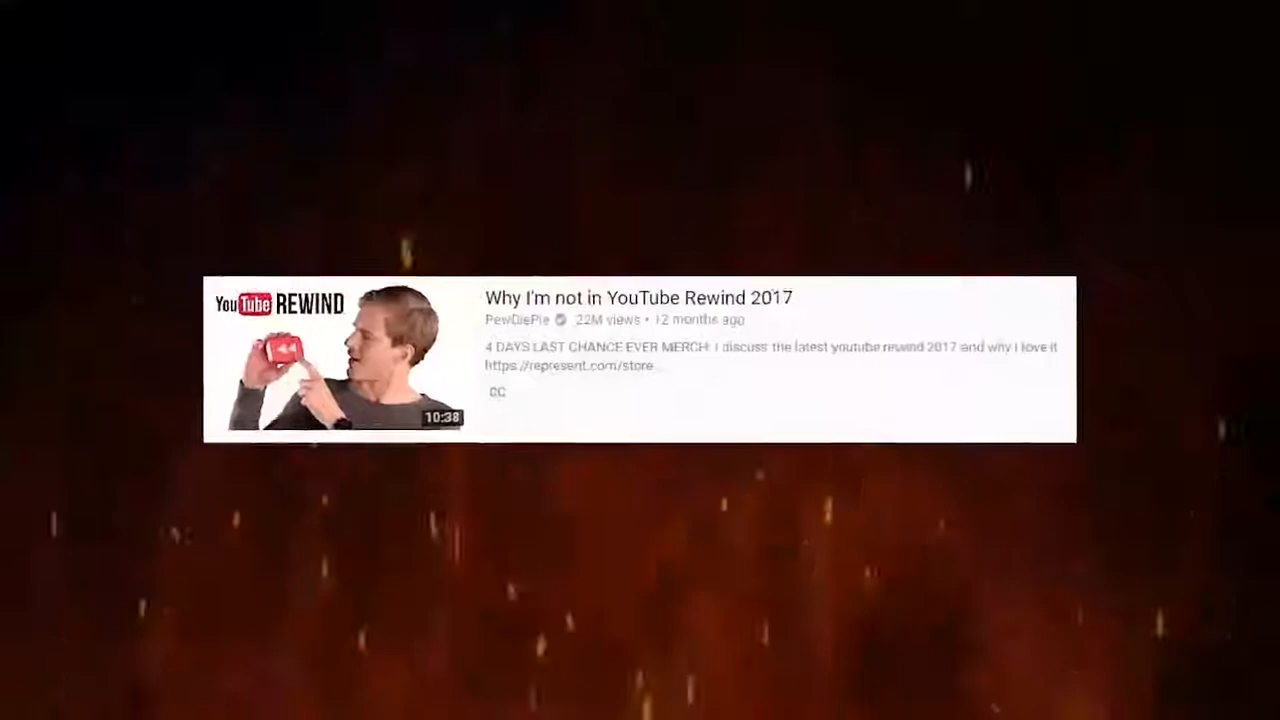 YouTube REWIND
10:38
Why I'm not in YouTube Rewind 2017
PewDiePie 22M views • 12 months ago
4 DAYS LAST CHANCE EVER MERCH: I discuss the latest youtube rewind 2017 and why i love it
https://represent.com/store...
CC